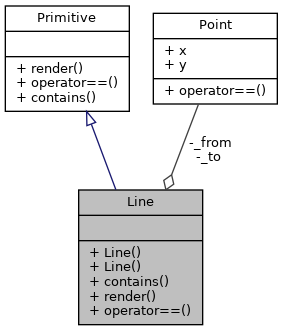 Primitive
+ render()
+ operator==()
+ contains()
Point
+ x
+ y
+ operator==()
-_from
-_to
Line
+ Line()
+ Line()
+ contains()
+ render()
+ operator==()